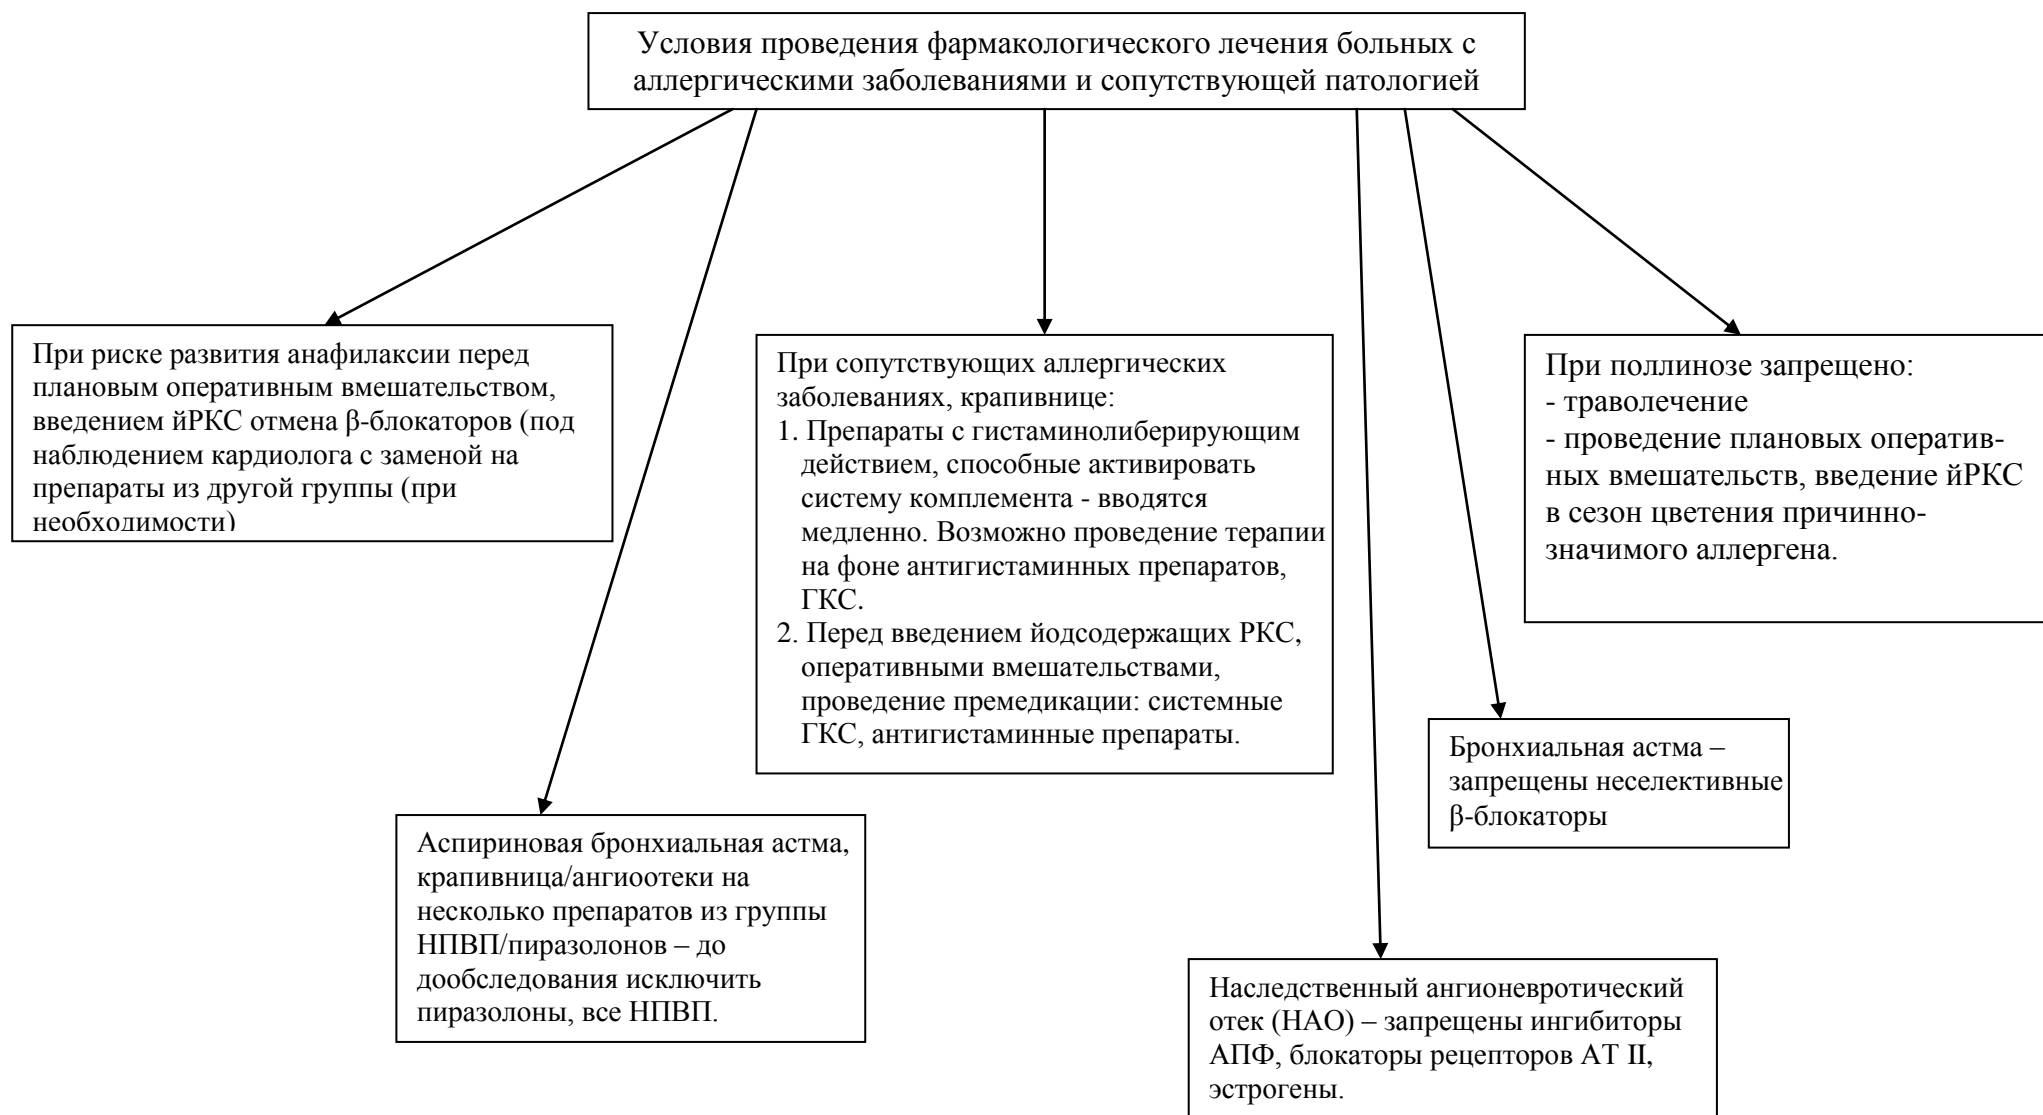 Условия проведения фармакологического лечения больных с
аллергическими заболеваниями и сопутствующей патологией
При риске развития анафилаксии перед
плановым оперативным вмешательством,
введением йРКС отмена β-блокаторов (под
наблюдением кардиолога с заменой на
препараты из другой группы (при
необходимости)
При сопутствующих аллергических
заболеваниях, крапивнице:
1. Препараты с гистаминолиберирующим
действием, способные активировать
систему комплемента - вводятся
медленно. Возможно проведение терапии
на фоне антигистаминных препаратов,
ГКС.
2. Перед введением йодсодержащих РКС,
оперативными вмешательствами,
проведение премедикации: системные
ГКС, антигистаминные препараты.
При поллинозе запрещено:
- траволечение
- проведение плановых оператив-
ных вмешательств, введение йРКС
в сезон цветения причинно-
значимого аллергена.
Бронхиальная астма –
запрещены неселективные
β-блокаторы
Аспириновая бронхиальная астма,
крапивница/ангиоотеки на
несколько препаратов из группы
НПВП/пиразолонов – до
дообследования исключить
пиразолоны, все НПВП.
Наследственный ангионевротический
отек (НАО) – запрещены ингибиторы
АПФ, блокаторы рецепторов АТ II,
эстрогены.